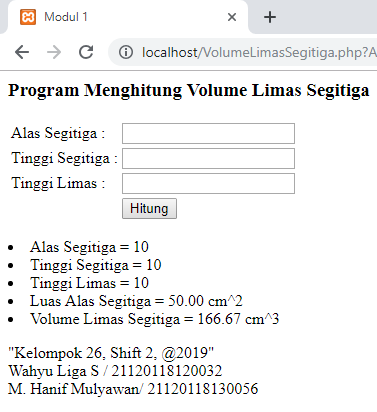 Modul 1
localhost/VolumeLimasSegitiga.php?A
Program Menghitung Volume Limas Segitiga
Alas Segitiga :
Tinggi Segitiga :
Tinggi Limas :
Hitung
• Alas Segitiga = 10
• Tinggi Segitiga = 10
• Tinggi Limas = 10
• Luas Alas Segitiga = 50.00 cm^2
• Volume Limas Segitiga = 166.67 cm^3
"Kelompok 26, Shift 2, @2019"
Wahyu Liga S / 21120118120032
M. Hanif Mulyawan/ 21120118130056